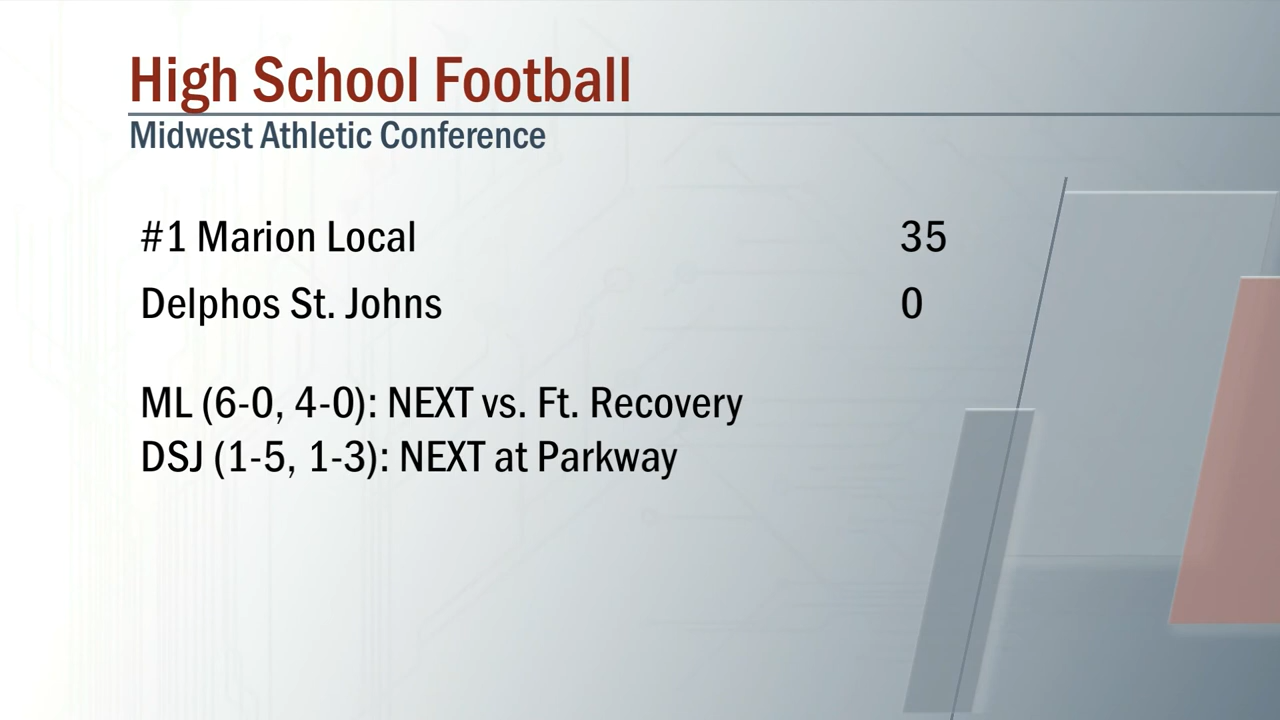 High School Football
Midwest Athletic Conference
#1 Marion Local 35
Delphos St. Johns 0
ML (6-0, 4-0): NEXT vs. Ft. Recovery
DSJ (1-5, 1-3): NEXT at Parkway